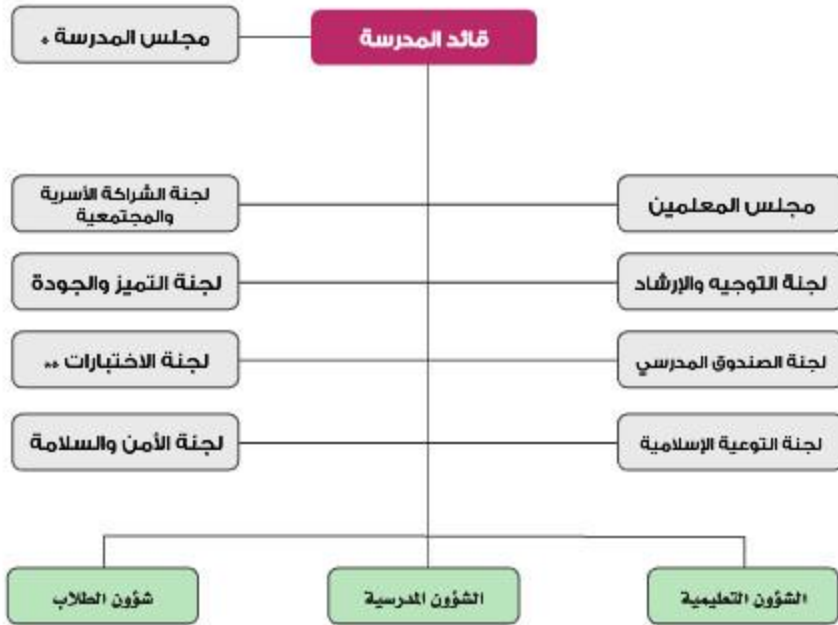 قائد المدرسة
مجلس المدرسة *
مجلس المعلمين
لجنة الشراكة الأسرية
والمجتمعية
لجنة التوجيه والإرشاد
لجنة التميز والجودة
لجنة الصندوق المدرسي
لجنة الاختبارات **
لجنة التوعية الإسلامية
لجنة الأمن والسلامة
الشؤون التعليمية
الشؤون المدرسية
شؤون الطلاب